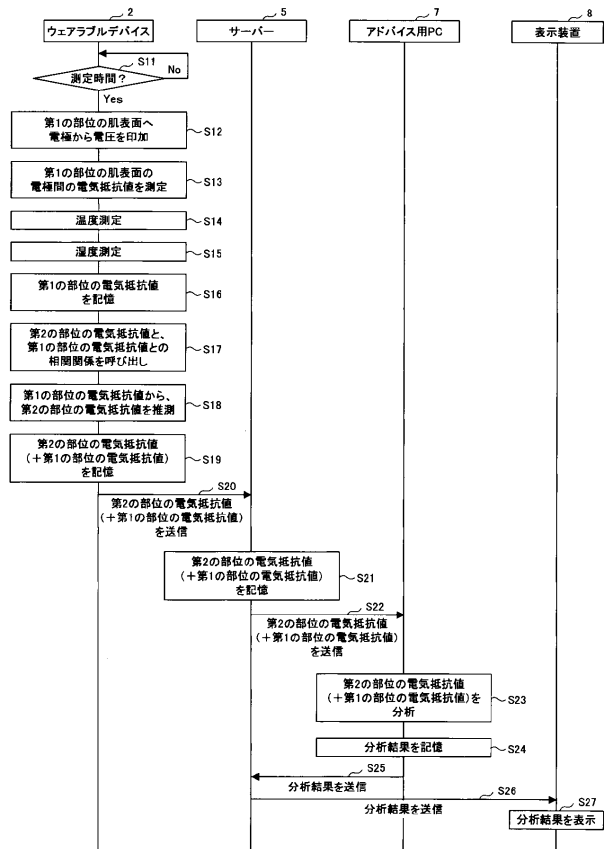 2
5
7
8
ウェアラブルデバイス
サーバー
アドバイス用PC
表示装置
S11
測定時間?
No
Yes
第1の部位の肌表面へ
電極から電圧を印加
S12
第1の部位の肌表面の
電極間の電気抵抗値を測定
S13
温度測定
S14
湿度測定
S15
第1の部位の電気抵抗値
を記憶
S16
第2の部位の電気抵抗値と、
第1の部位の電気抵抗値との
相関関係を呼び出し
S17
第1の部位の電気抵抗値から、
第2の部位の電気抵抗値を推測
S18
第2の部位の電気抵抗値
(+第1の部位の電気抵抗値)
を記憶
S19
S20
第2の部位の電気抵抗値
(+第1の部位の電気抵抗値)
を送信
第2の部位の電気抵抗値
(+第1の部位の電気抵抗値)
を記憶
S21
S22
第2の部位の電気抵抗値
(+第1の部位の電気抵抗値)
を送信
第2の部位の電気抵抗値
(+第1の部位の電気抵抗値)を
分析
S23
分析結果を記憶
S24
S25
分析結果を送信
S26
分析結果を送信
S27
分析結果を表示